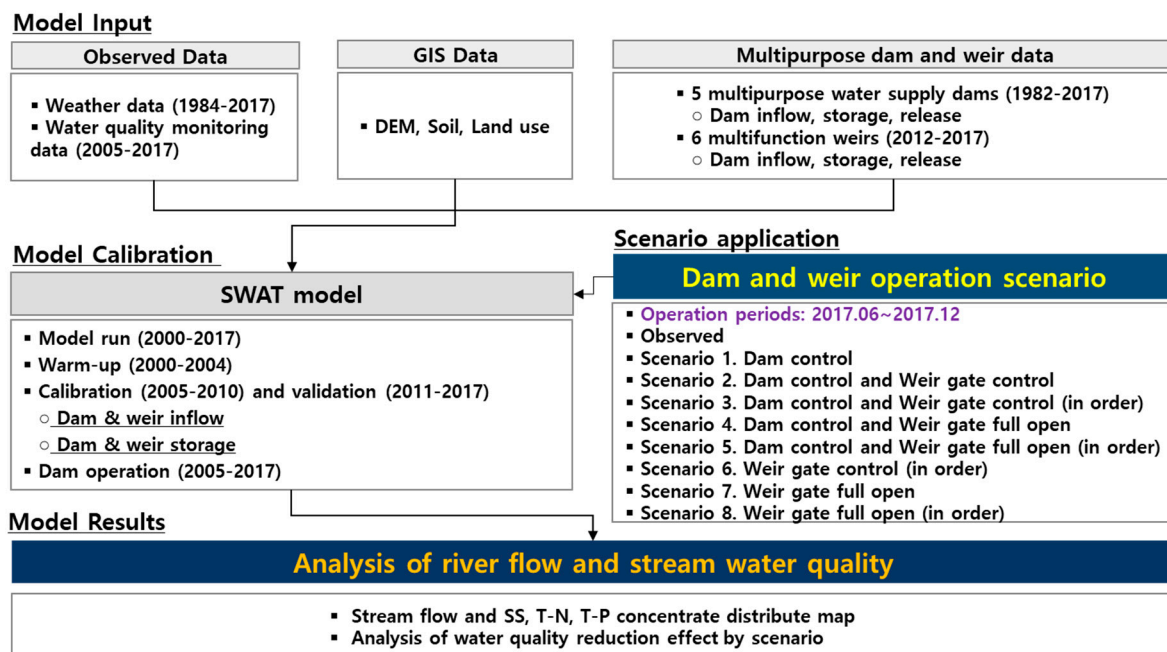 Model Input
Observed Data
▪ Weather data (1984-2017)
▪ Water quality monitoring
data (2005-2017)
GIS Data
▪ DEM, Soil, Land use
Multipurpose dam and weir data
▪ 5 multipurpose water supply dams (1982-2017)
○ Dam inflow, storage, release
▪ 6 multifunction weirs (2012-2017)
○ Dam inflow, storage, release
Model Calibration
SWAT model
▪ Model run (2000-2017)
▪ Warm-up (2000-2004)
▪ Calibration (2005-2010) and validation (2011-2017)
○ Dam & weir inflow
○ Dam & weir storage
▪ Dam operation (2005-2017)
Scenario application
Dam and weir operation scenario
▪ Operation periods: 2017.06~2017.12
▪ Observed
▪ Scenario 1. Dam control
▪ Scenario 2. Dam control and Weir gate control
▪ Scenario 3. Dam control and Weir gate control (in order)
▪ Scenario 4. Dam control and Weir gate full open
▪ Scenario 5. Dam control and Weir gate full open (in order)
▪ Scenario 6. Weir gate control (in order)
▪ Scenario 7. Weir gate full open
▪ Scenario 8. Weir gate full open (in order)
Model Results
Analysis of river flow and stream water quality
▪ Stream flow and SS, T-N, T-P concentrate distribute map
▪ Analysis of water quality reduction effect by scenario